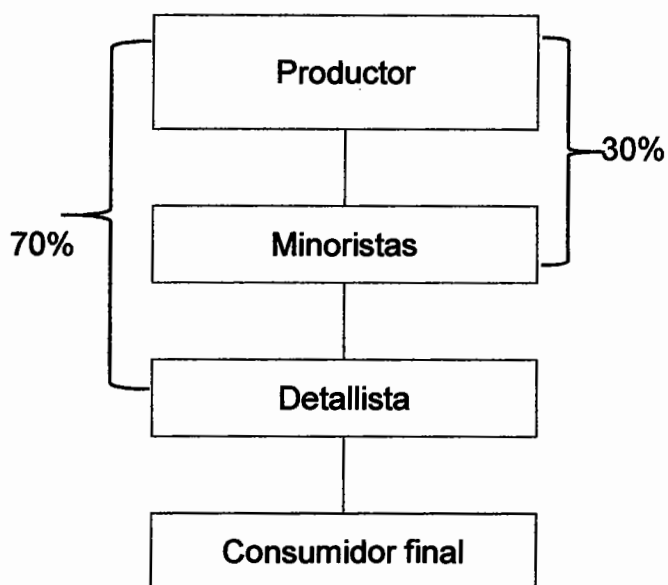 Productor
30%
Minoristas
70%
Detallista
Consumidor final